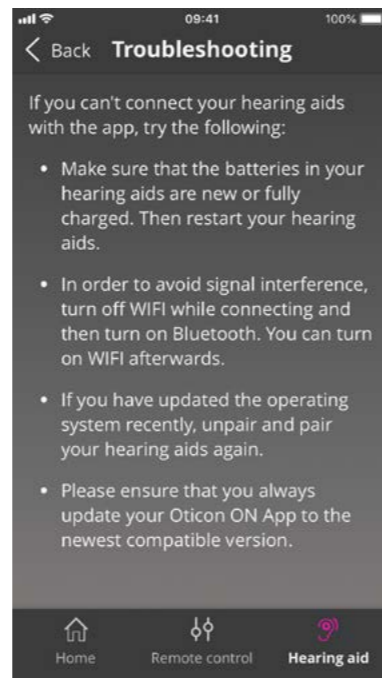 09:41
100%
Back Troubleshooting
If you can't connect your hearing aids
with the app, try the following:
• Make sure that the batteries in your
hearing aids are new or fully
charged. Then restart your hearing
aids.
• In order to avoid signal interference,
turn off WIFI while connecting and
then turn on Bluetooth. You can turn
on WIFI afterwards.
• If you have updated the operating
system recently, unpair and pair
your hearing aids again.
• Please ensure that you always
update your Oticon ON App to the
newest compatible version.
Home Remote control Hearing aid